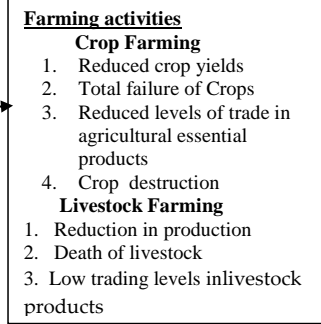 Farming activities
Crop Farming
1. Reduced crop yields
2. Total failure of Crops
3. Reduced levels of trade in
agricultural essential
products
4. Crop destruction
Livestock Farming
1. Reduction in production
2. Death of livestock
3. Low trading levels inlivestock
products